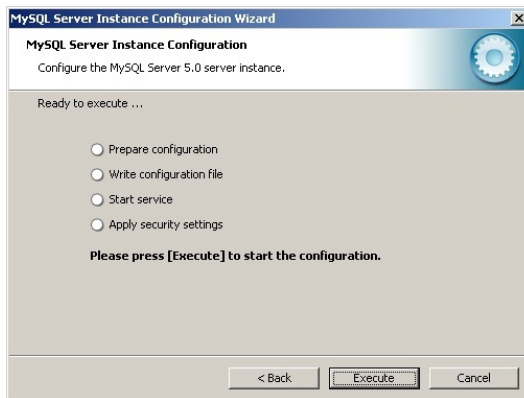 MySQL Server Instance Configuration Wizard
MySQL Server Instance Configuration
Configure the MySQL Server 5.0 server instance.
Ready to execute ...
Prepare configuration
Write configuration file
Start service
Apply security settings
Please press [Execute] to start the configuration.
< Back
Execute
Cancel